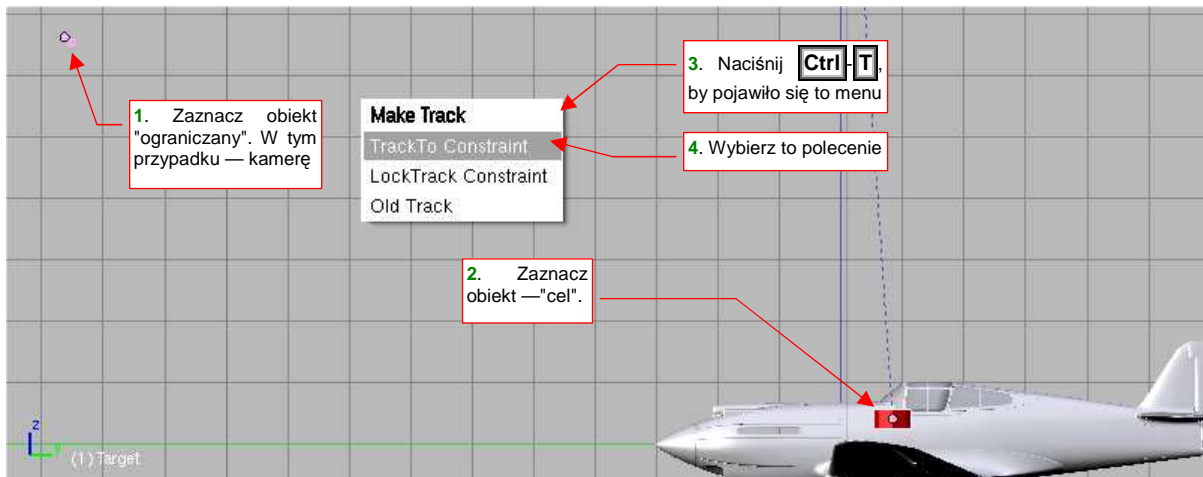 1. Zaznacz obiekt
"ograniczany". W tym
przypadku — kamerę
Make Track
TrackTo Constraint
LockTrack Constraint
Old Track
3. Naciśnij Ctrl-T,
by pojawiło się to menu
4. Wybierz to polecenie
2. Zaznacz
obiekt —"cel".
z
y
(1) Target